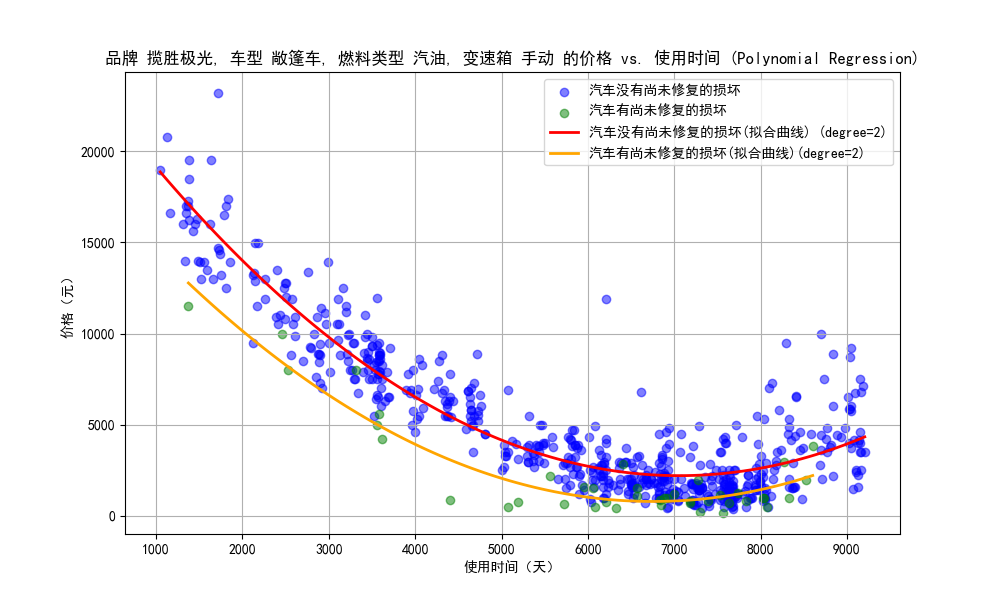 品牌 揽胜极光, 车型 敞篷车, 燃料类型 汽油, 变速箱 手动 的价格 vs. 使用时间 (Polynomial Regression)
汽车没有尚未修复的损坏
汽车有尚未修复的损坏
汽车没有尚未修复的损坏(拟合曲线) (degree=2)
汽车有尚未修复的损坏(拟合曲线)(degree=2)
价格（元）
20000
15000
10000
5000
0
1000 2000 3000 4000 5000 6000 7000 8000 9000
使用时间（天）